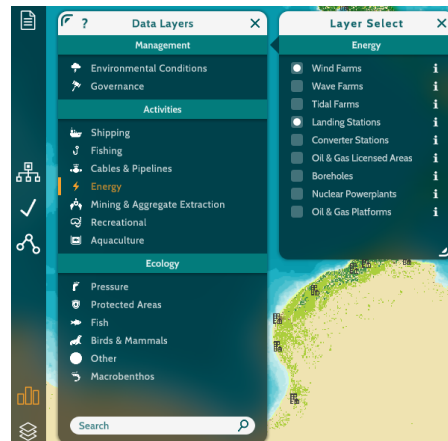 ? Data Layers
Management
Environmental Conditions
Governance
Activities
Shipping
Fishing
Cables & Pipelines
Energy
Mining & Aggregate Extraction
Recreational
Aquaculture
Ecology
Pressure
Protected Areas
Fish
Birds & Mammals
Other
Macrobenthos
Search
Layer Select
Energy
Wind Farms i
Wave Farms i
Tidal Farms i
Landing Stations i
Converter Stations i
Oil & Gas Licensed Areas i
Boreholes i
Nuclear Powerplants i
Oil & Gas Platforms i